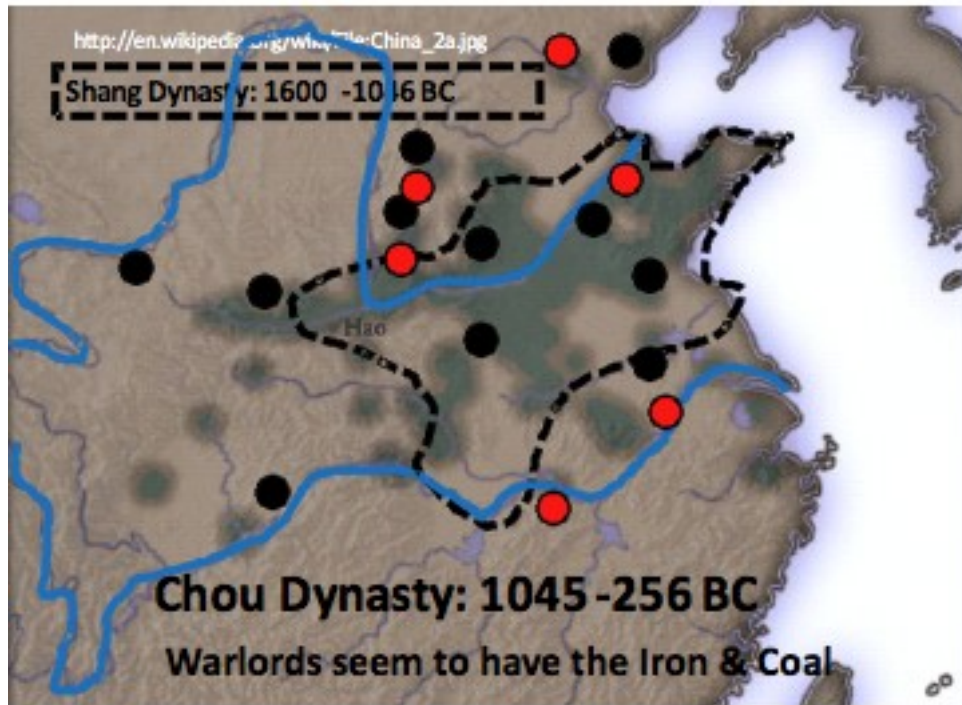 http://en.wikipedia.org/wiki/File:China_2a.jpg
Shang Dynasty: 1600 -1046 BC
Hao
Chou Dynasty: 1045 -256 BC
Warlords seem to have the Iron & Coal